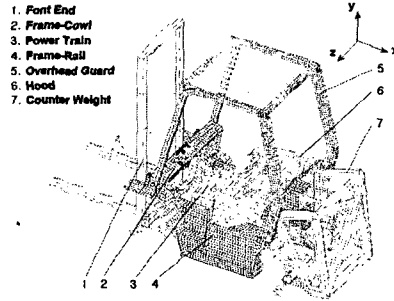 1. Font End
2. Frame-Cowl
3. Power Train
4. Frame-Rail
5. Overhead Guard
6. Hood
7. Counter Weight
y
x
z
5
6
7
1 2 3 4